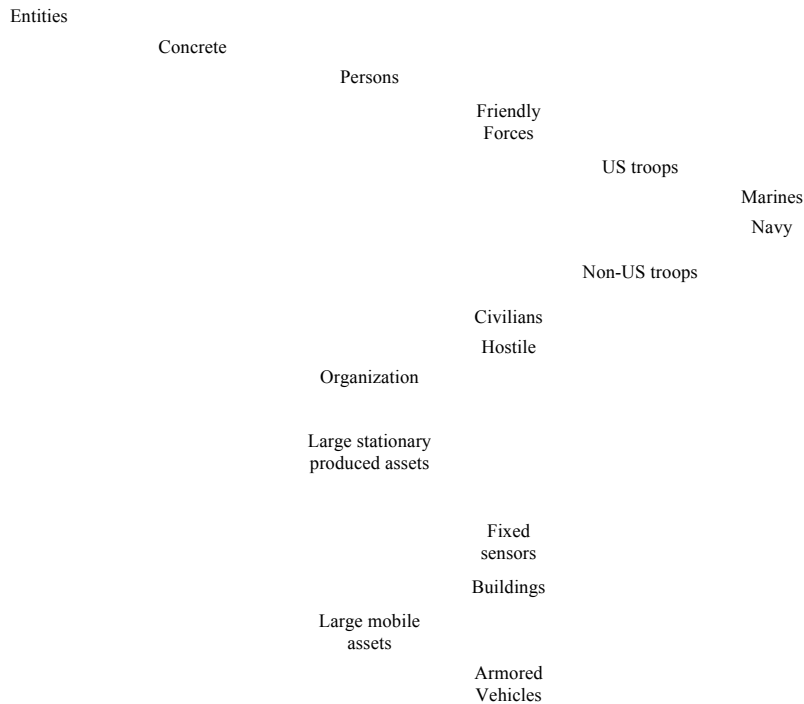 Entities
Concrete
Persons
Friendly
Forces
US troops
Marines
Navy
Non-US troops
Civilians
Hostile
Organization
Large stationary
produced assets
Fixed
sensors
Buildings
Large mobile
assets
Armored
Vehicles